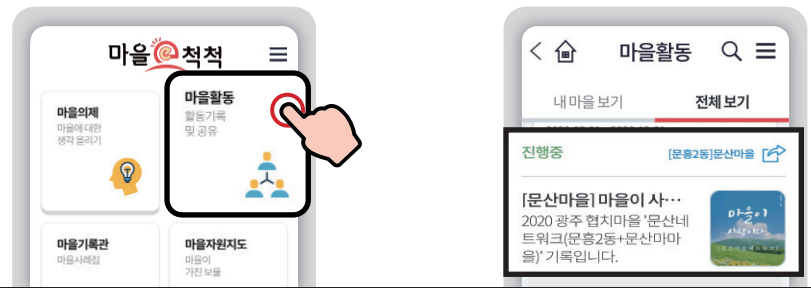 마을e척척
마을의제
마을에 대한
생각 올리기
마을활동
활동기록
및 공유
마을기록관
마을사례집
마을자원지도
마을이
가진 보물
마을활동
내 마을 보기
전체 보기
진행중
[문흥2동]문산마을
[문산마을] 마을이 사···
2020 광주 협치마을 '문산네
트워크(문흥2동+문산마마
을)' 기록입니다.
마을이
사람이다